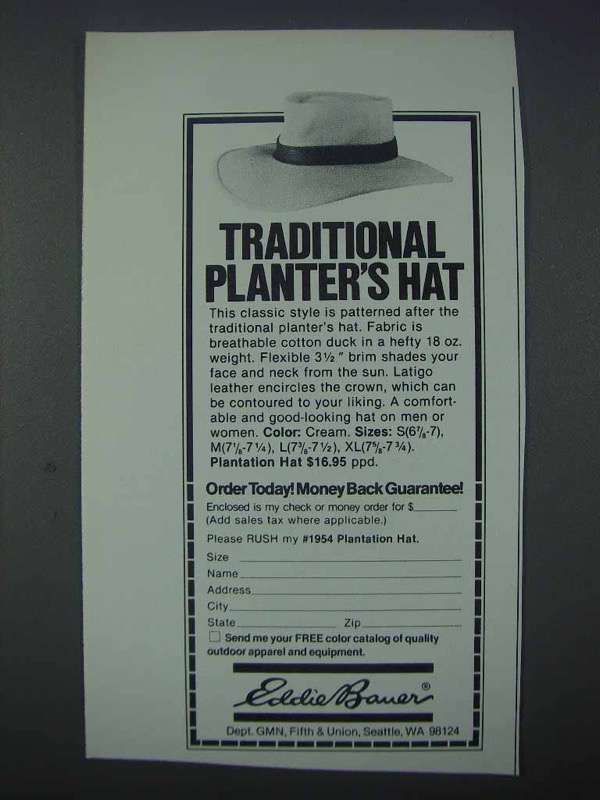 TRADITIONAL
PLANTER'S HAT
This classic style is patterned after the
traditional planter's hat. Fabric is
breathable cotton duck in a hefty 18 oz.
weight. Flexible 3½" brim shades your
face and neck from the sun. Latigo
leather encircles the crown, which can
be contoured to your liking. A comfort-
able and good-looking hat on men or
women. Color: Cream. Sizes: S(6⅞-7),
M(7⅛-7¼), L(7⅜-7½), XL(7⅝-7¾).
Plantation Hat $16.95 ppd.
Order Today! Money Back Guarantee!
Enclosed is my check or money order for $
(Add sales tax where applicable.)
Please RUSH my #1954 Plantation Hat.
Size
Name
Address
City
State Zip
Send me your FREE color catalog of quality
outdoor apparel and equipment.
Eddie Bauer®
Dept. GMN, Fifth & Union, Seattle, WA 98124